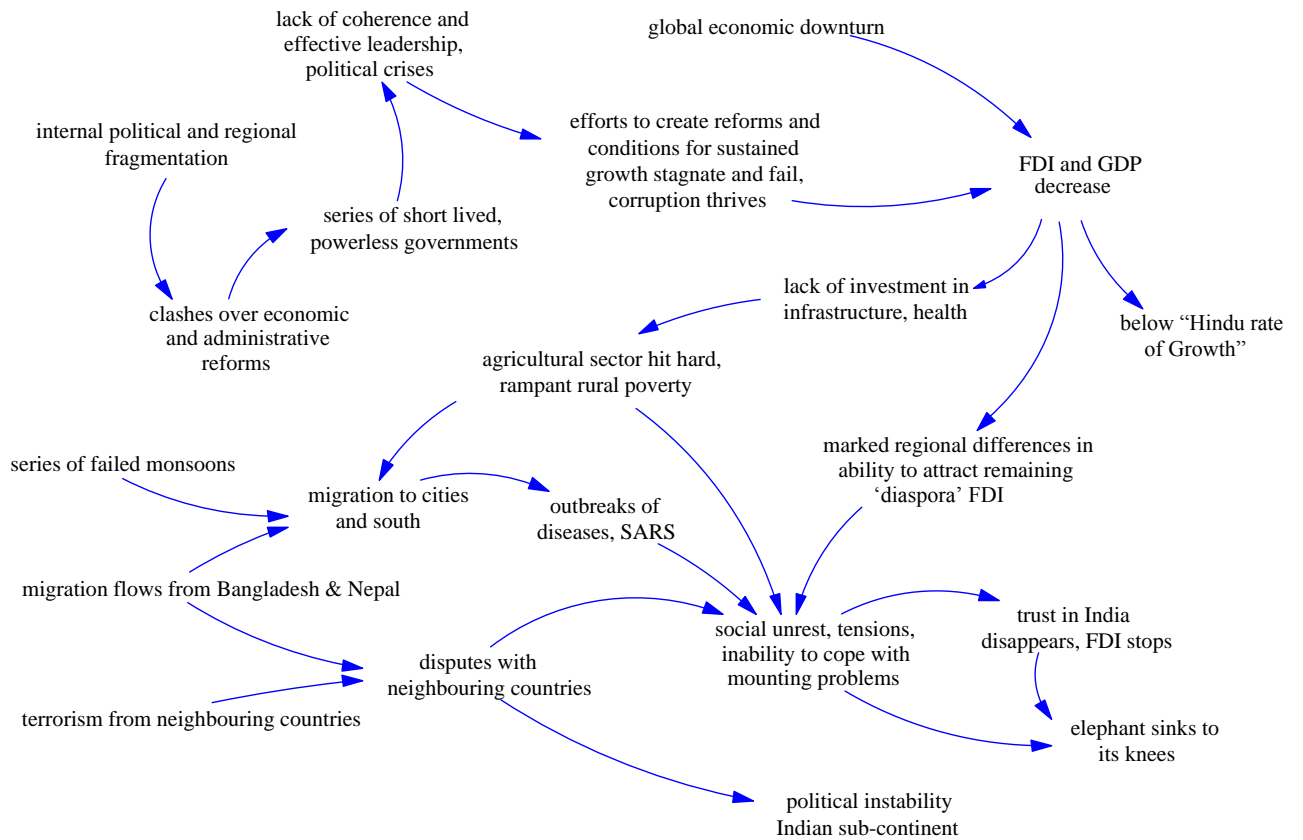 lack of coherence and
effective leadership,
political crises
global economic downturn
internal political and regional
fragmentation
efforts to create reforms and
conditions for sustained
growth stagnate and fail,
corruption thrives
FDI and GDP
decrease
series of short lived,
powerless governments
clashes over economic
and administrative
reforms
lack of investment in
infrastructure, health
below “Hindu rate
of Growth”
agricultural sector hit hard,
rampant rural poverty
marked regional differences in
ability to attract remaining
‘diaspora’ FDI
series of failed monsoons
migration to cities
and south
outbreaks of
diseases, SARS
migration flows from Bangladesh & Nepal
social unrest, tensions,
inability to cope with
mounting problems
trust in India
disappears, FDI stops
disputes with
neighbouring countries
terrorism from neighbouring countries
elephant sinks to
its knees
political instability
Indian sub-continent